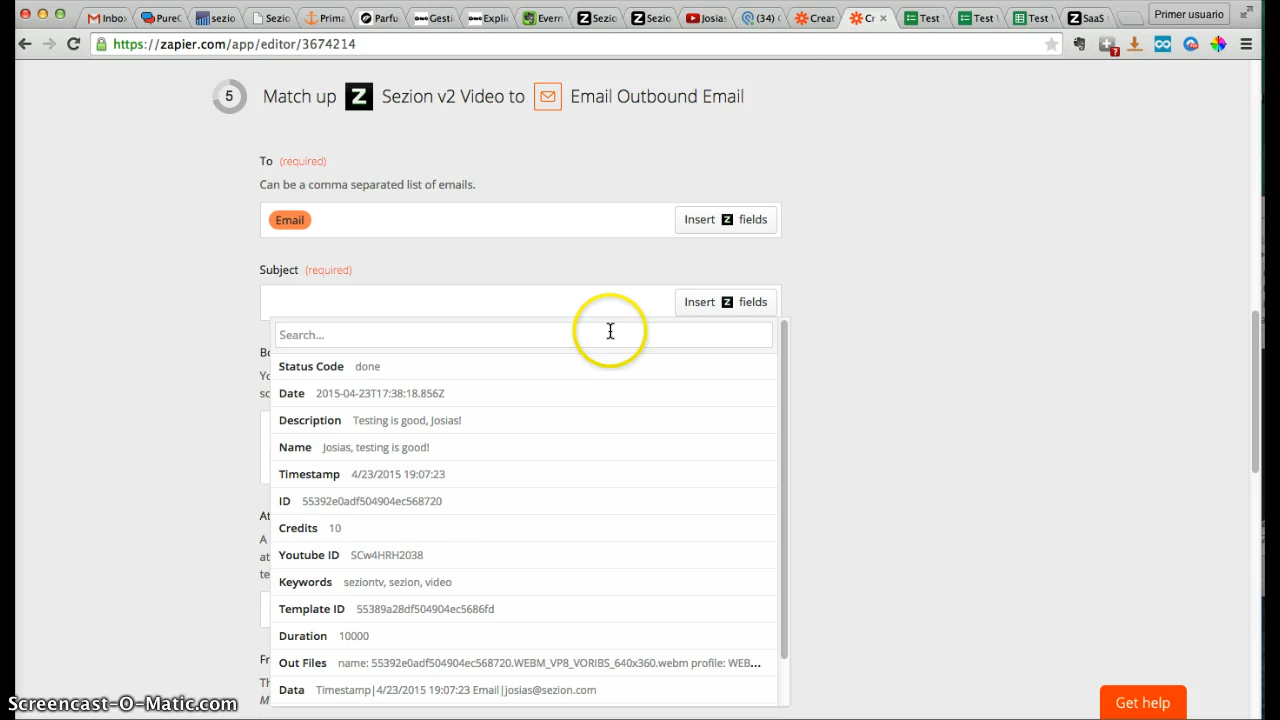 Inbo PureC sezio Sezio Prima Parfu Gesti Explic Evern Sezio Sezio Josias (34) Creat Cr Test Test Test SaaS Primer usuario
https://zapier.com/app/editor/3674214
5 Match up Z Sezion v2 Video to Email Outbound Email
To (required)
Can be a comma separated list of emails.
Email Insert Z fields
Subject (required)
Insert Z fields
Search...
Status Code done
Date 2015-04-23T17:38:18.856Z
Description Testing is good, Josias!
Name Josias, testing is good!
Timestamp 4/23/2015 19:07:23
ID 55392e0adf504904ec568720
Credits 10
Youtube ID SCw4HRH2038
Keywords seziontv, sezion, video
Template ID 55389a28df504904ec5686fd
Duration 10000
Out Files name: 55392e0adf504904ec568720.WEBM_VP8_VORIBS_640x360.webm profile: WEB...
Data Timestamp|4/23/2015 19:07:23 Email|josias@sezion.com
Get help
Screencast-O-Matic.com